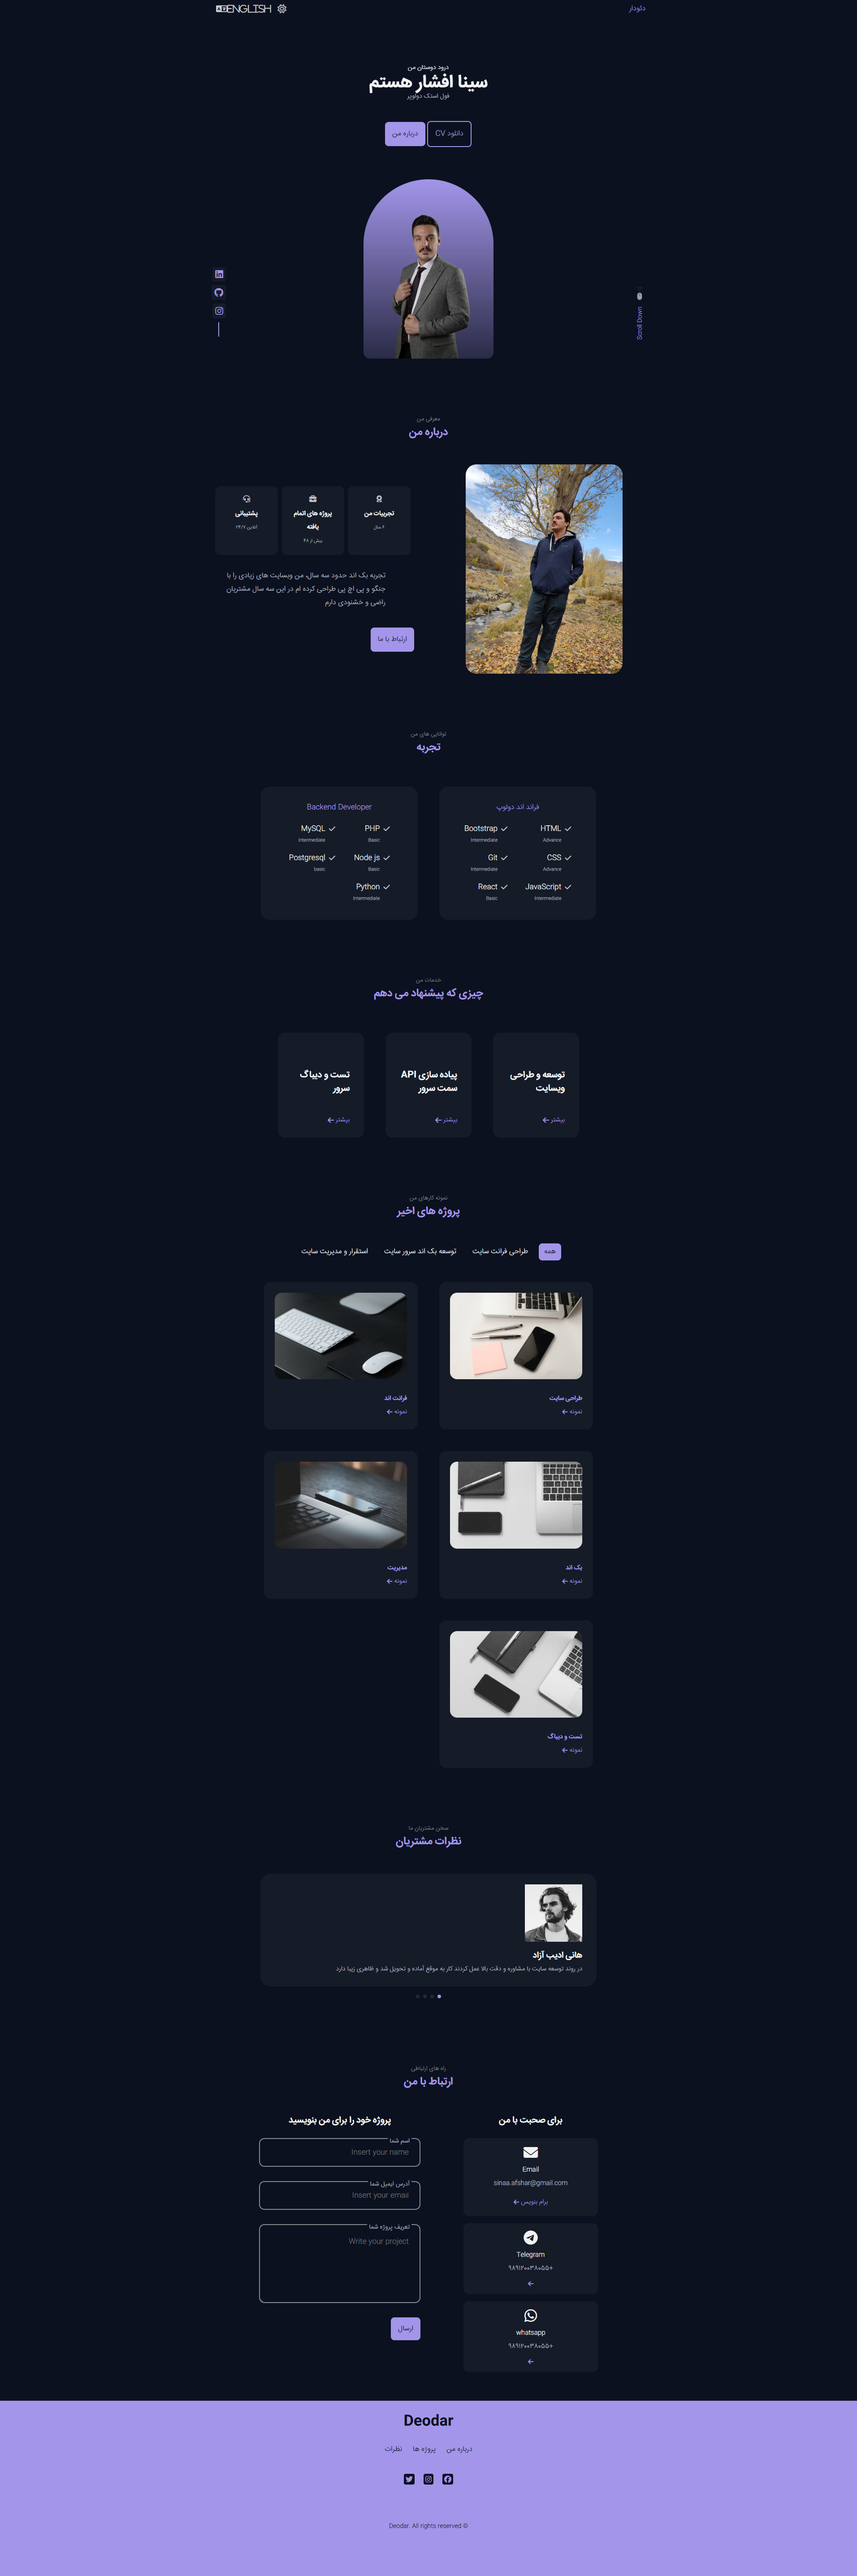 دئودار
ENGLISH
درود دوستان من
سینا افشار هستم
فول استک دولوپر
دانلود CV
درباره من
Scroll Down
معرفی من
درباره من
تجربیات من
۶ سال
پروژه های اتمام
یافته
بیش از ۴۸
پشتیبانی
آنلاین ۲۴/۷
تجربه بک اند حدود سه سال، من وبسایت های زیادی را با
جنگو و پی اچ پی طراحی کرده ام در این سه سال مشتریان
راضی و خشنودی دارم
ارتباط با ما
توانایی های من
تجربه
فراند اند دولوپ
HTML
Advance
Bootstrap
Intermediate
CSS
Advance
Git
Intermediate
JavaScript
Intermediate
React
Basic
Backend Developer
PHP
Basic
MySQL
Intermediate
Node js
Basic
Postgresql
basic
Python
Intermediate
خدمات من
چیزی که پیشنهاد می دهم
توسعه و طراحی
وبسایت
بیشتر
پیاده سازی API
سمت سرور
بیشتر
تست و دیباگ
سرور
بیشتر
نمونه کارهای من
پروژه های اخیر
همه
طراحی فرانت سایت
توسعه بک اند سرور سایت
استقرار و مدیریت سایت
طراحی سایت
نمونه
فرانت اند
نمونه
بک اند
نمونه
مدیریت
نمونه
تست و دیباگ
نمونه
سخن مشتریان ما
نظرات مشتریان
هانی ادیب آزاد
در روند توسعه سایت با مشاوره و دقت بالا عمل کردند کار به موقع آماده و تحویل شد و ظاهری زیبا دارد
راه های ارتباطی
ارتباط با من
برای صحبت با من
Email
sinaa.afshar@gmail.com
برام بنویس
Telegram
+۹۸۹۱۲۰۰۳۸۰۵۵
whatsapp
+۹۸۹۱۲۰۰۳۸۰۵۵
پروژه خود را برای من بنویسید
اسم شما
Insert your name
آدرس ایمیل شما
Insert your email
تعریف پروژه شما
Write your project
ارسال
Deodar
درباره من
پروژه ها
نظرات
Deodar. All rights reserved ©